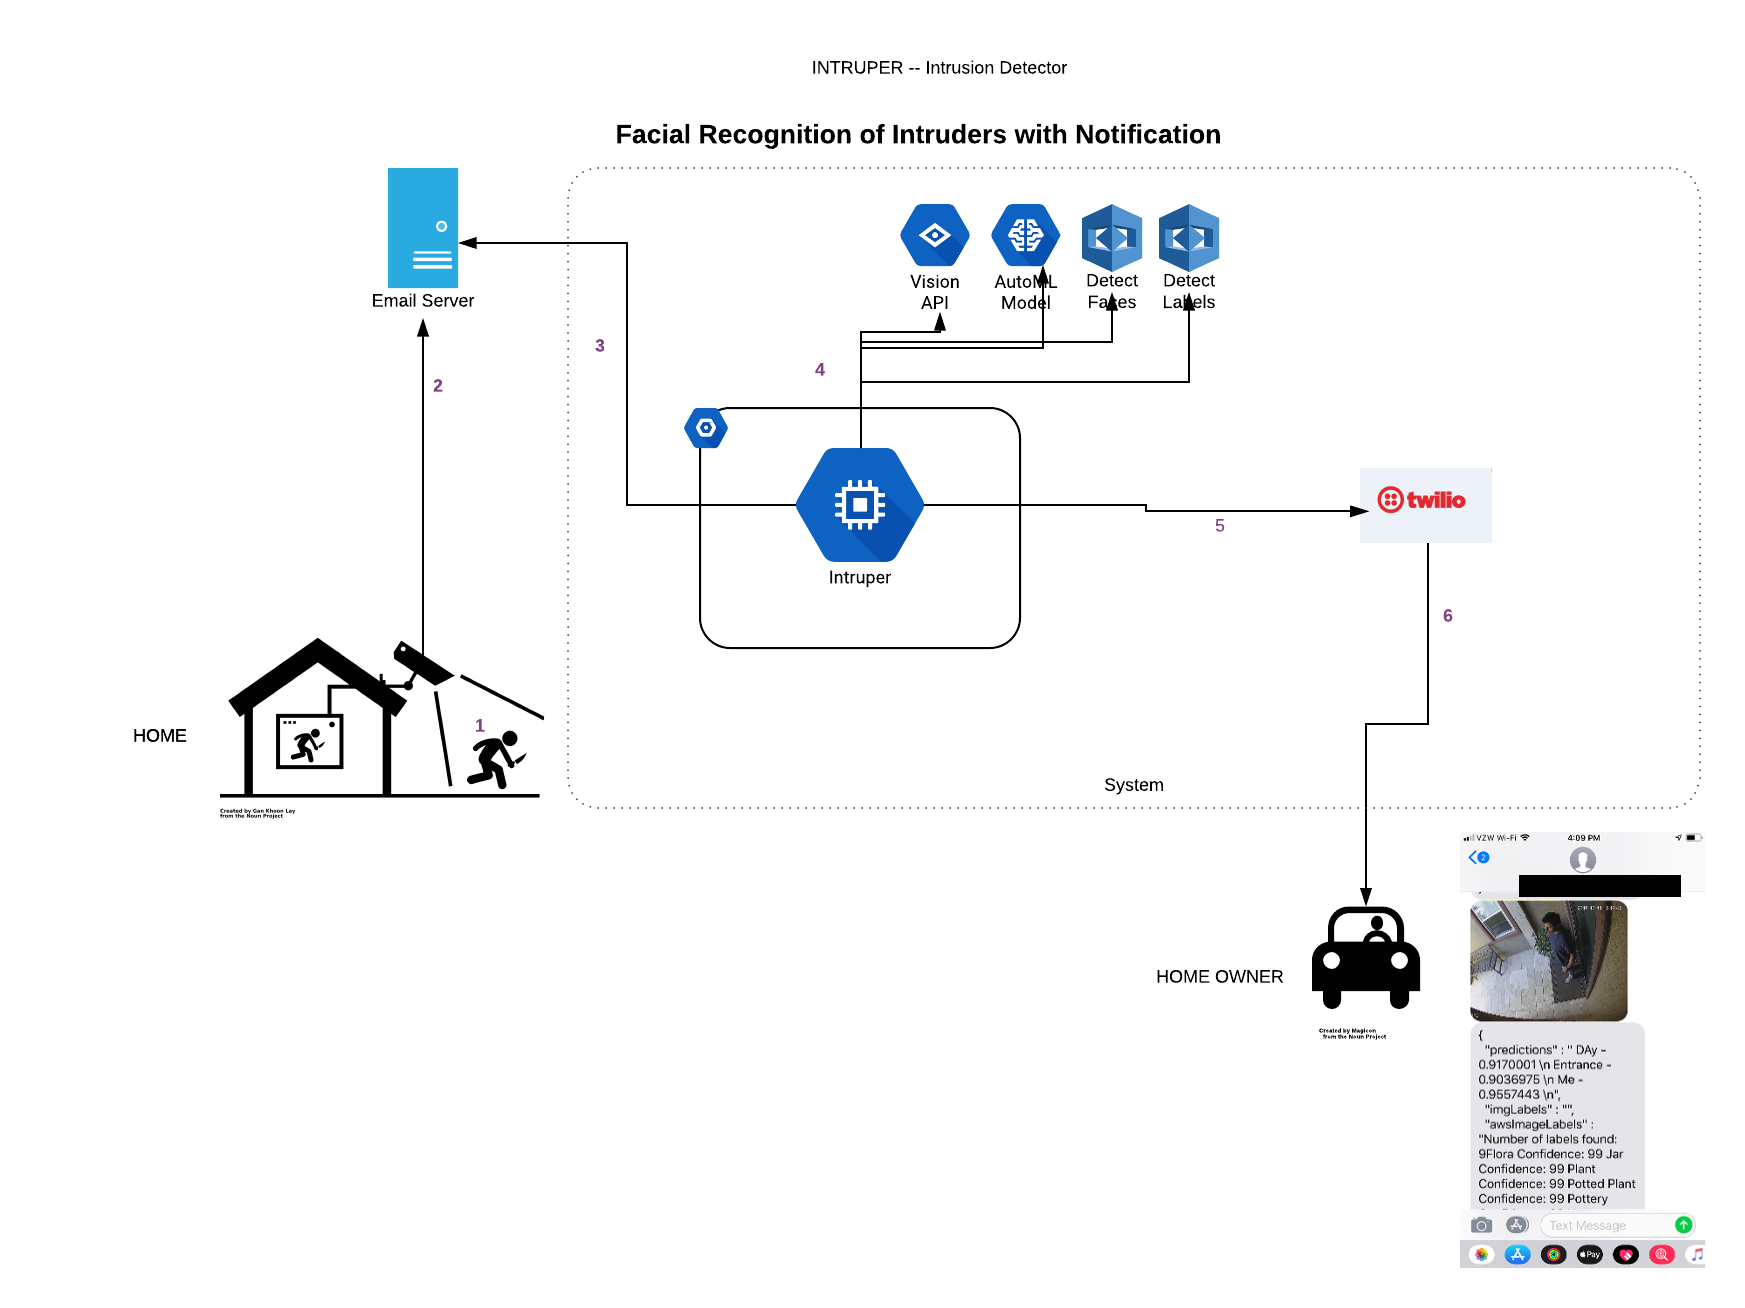 INTRUPER -- Intrusion Detector
Facial Recognition of Intruders with Notification
Email Server
Vision
API
AutoML
Model
Detect
Faces
Detect
Labels
3
4
2
twilio
5
Intruper
6
1
HOME
System
Created by Gan Khoon Lay
from the Noun Project
VZW Wi-Fi
4:09 PM
2
HOME OWNER
Created by Magicon
from the Noun Project
{
"predictions" : " DAy -
0.9170001 \n Entrance -
0.9036975 \n Me -
0.9557443 \n",
"imgLabels" : "",
"awsImageLabels" :
"Number of labels found:
9Flora Confidence: 99 Jar
Confidence: 99 Plant
Confidence: 99 Potted Plant
Confidence: 99 Pottery
Text Message
Pay